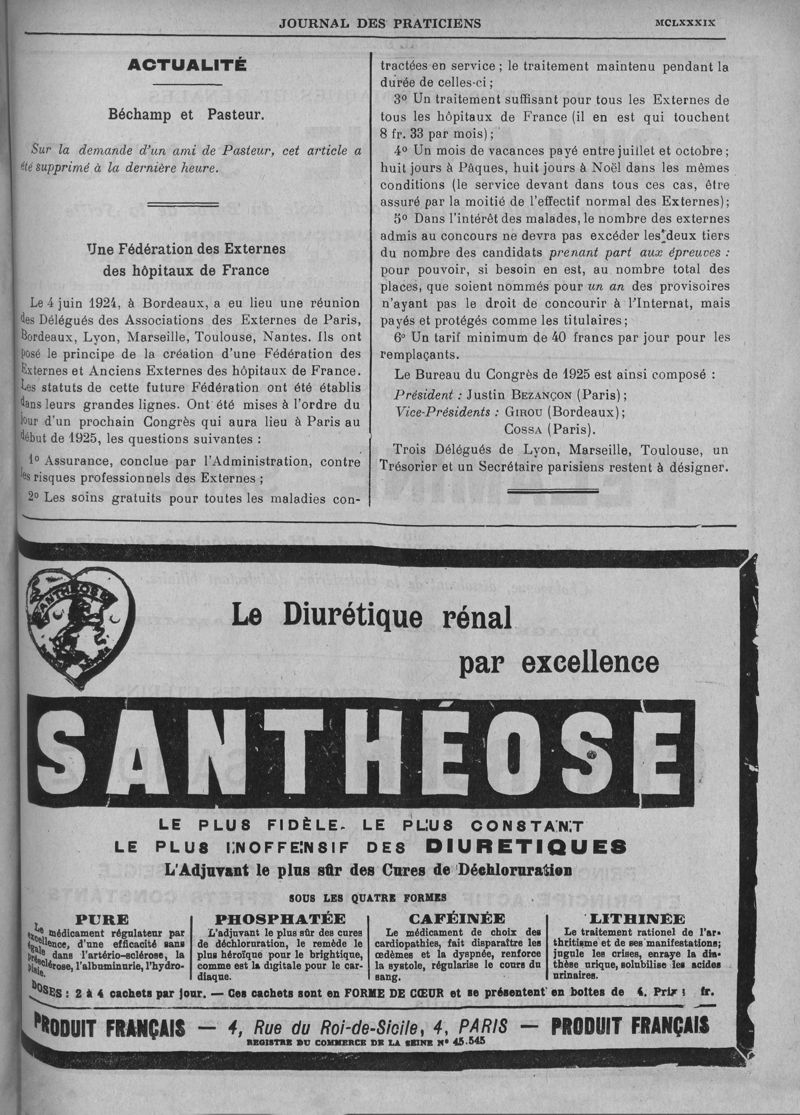 JOURNAL DES PRATICIENS
MCLXXXIX
ACTUALITÉ
Béchamp et Pasteur.
Sur la demande d'un ami de Pasteur, cet article a
été supprimé à la dernière heure.
Une Fédération des Externes
des hôpitaux de France
Le 4 juin 1924, à Bordeaux, a eu lieu une réunion
des Délégués des Associations des Externes de Paris,
Bordeaux, Lyon, Marseille, Toulouse, Nantes. Ils ont
posé le principe de la création d'une Fédération des
Externes et Anciens Externes des hôpitaux de France.
Les statuts de cette future Fédération ont été établis
dans leurs grandes lignes. Ont été mises à l'ordre du
jour d'un prochain Congrès qui aura lieu à Paris au
début de 1925, les questions suivantes :
1º Assurance, conclue par l'Administration, contre
les risques professionnels des Externes ;
2º Les soins gratuits pour toutes les maladies con-
tractées en service ; le traitement maintenu pendant la
durée de celles-ci ;
3º Un traitement suffisant pour tous les Externes de
tous les hôpitaux de France (il en est qui touchent
8 fr. 33 par mois) ;
4º Un mois de vacances payé entre juillet et octobre ;
huit jours à Pâques, huit jours à Noël dans les mêmes
conditions (le service devant dans tous ces cas, être
assuré par la moitié de l'effectif normal des Externes) ;
5º Dans l'intérêt des malades, le nombre des externes
admis au concours ne devra pas excéder les deux tiers
du nombre des candidats prenant part aux épreuves :
pour pouvoir, si besoin en est, au nombre total des
places, que soient nommés pour un an des provisoires
n'ayant pas le droit de concourir à l'Internat, mais
payés et protégés comme les titulaires ;
6º Un tarif minimum de 40 francs par jour pour les
remplaçants.
Le Bureau du Congrès de 1925 est ainsi composé :
Président : Justin BEZANÇON (Paris) ;
Vice-Présidents : GIROU (Bordeaux) ;
COSSA (Paris).
Trois Délégués de Lyon, Marseille, Toulouse, un
Trésorier et un Secrétaire parisiens restent à désigner.
SANTHÉOSE
Le Diurétique rénal
par excellence
SANTHÉOSE
LE PLUS FIDÈLE - LE PLUS CONSTANT
LE PLUS INOFFENSIF DES DIURETIQUES
L'Adjuvant le plus sûr des Cures de Déchloruration
SOUS LES QUATRE FORMES
PURE
Le médicament régulateur par
excellence, d'une efficacité sans
égale dans l'artério-sclérose, la
présclérose, l'albuminurie, l'hydro-
pisie.
PHOSPHATÉE
L'adjuvant le plus sûr des cures
de déchloruration, le remède le
plus héroïque pour le brightique,
comme est la digitale pour le car-
diaque.
CAFÉINÉE
Le médicament de choix des
cardiopathies, fait disparaître les
œdèmes et la dyspnée, renforce
la systole, régularise le cours du
sang.
LITHINÉE
Le traitement rationel de l'ar-
thritisme et de ses manifestations;
jugule les crises, enraye la dia-
thèse urique, solubilise les acides
urinaires.
DOSES : 2 à 4 cachets par jour. — Ces cachets sont en FORME DE CŒUR et se présentent en boîtes de 4. Prix : fr.
PRODUIT FRANÇAIS — 4, Rue du Roi-de-Sicile, 4, PARIS — PRODUIT FRANÇAIS
REGISTRE DU COMMERCE DE LA SEINE Nº 45.545